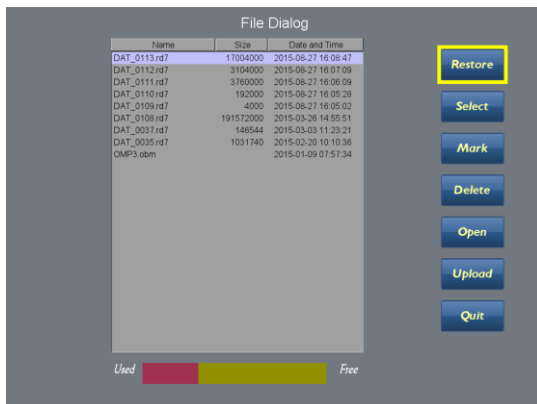 File Dialog
Name Size Date and Time
DAT_0113.rd7 17004000 2015-08-27 16:08:47
DAT_0112.rd7 3104000 2015-08-27 16:07:09
DAT_0111.rd7 3760000 2015-08-27 16:06:09
DAT_0110.rd7 192000 2015-08-27 16:05:28
DAT_0109.rd7 4000 2015-08-27 16:05:02
DAT_0108.rd7 191572000 2015-03-26 14:55:51
DAT_0037.rd7 146544 2015-03-03 11:23:21
DAT_0035.rd7 1031740 2015-02-20 10:10:36
OMP3.obm 2015-01-09 07:57:34
Restore
Select
Mark
Delete
Open
Upload
Quit
Used Free